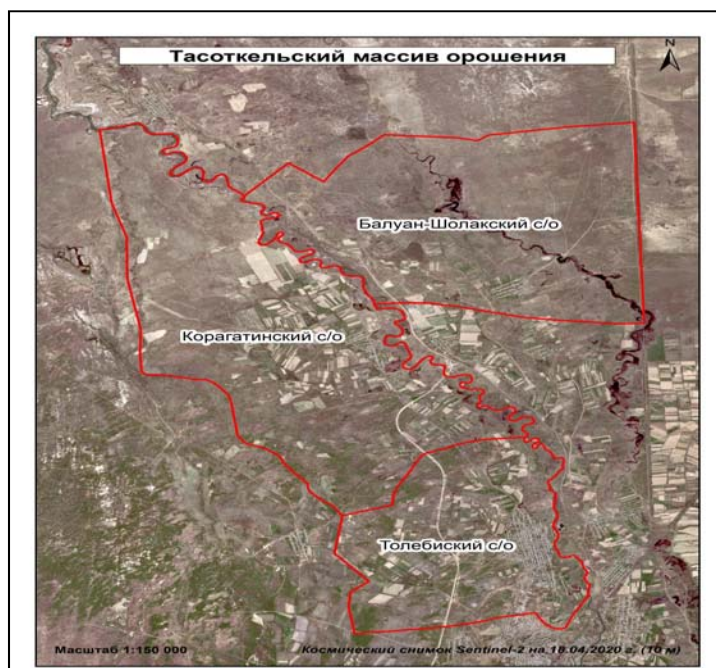 Тасоткельский массив орошения
N
Балуан-Шолакский с/о
Корагатинский с/о
Толебиский с/о
Масштаб 1:150 000
Космический снимок Sentinel-2 на 18.04.2020 г. (10 м)